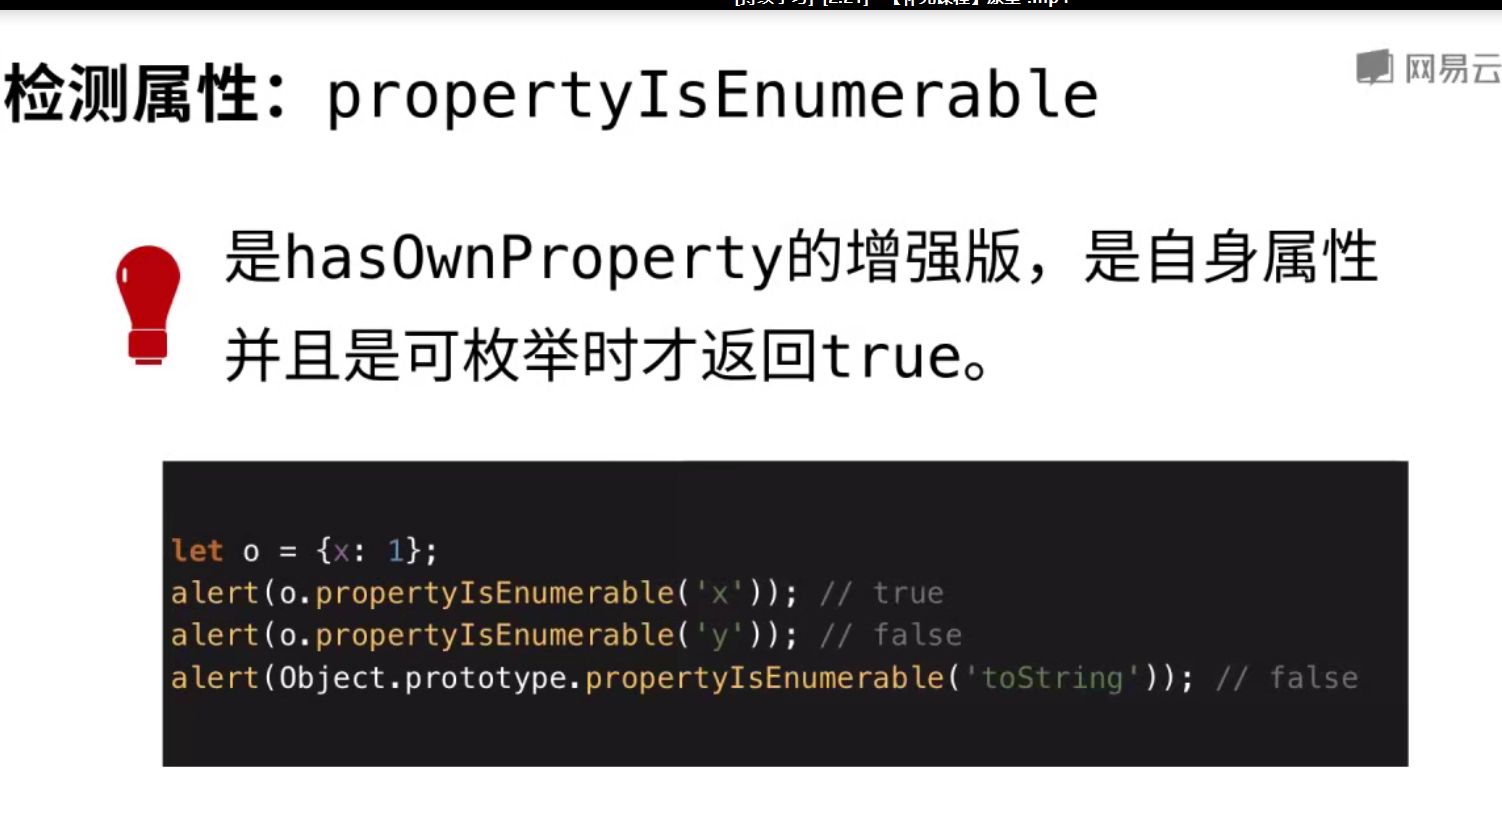 检测属性：propertyIsEnumerable
网易云
是hasOwnProperty的增强版，是自身属性
并且是可枚举时才返回true。
let o = {x: 1};
alert(o.propertyIsEnumerable('x')); // true
alert(o.propertyIsEnumerable('y')); // false
alert(Object.prototype.propertyIsEnumerable('toString')); // false